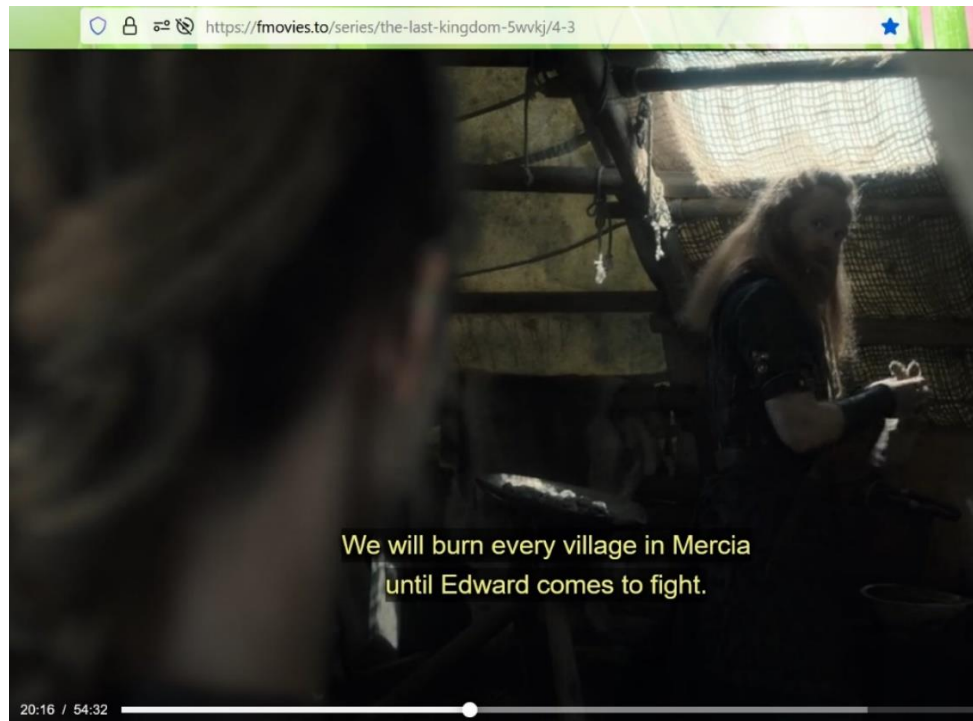 https://fmovies.to/series/the-last-kingdom-5wvkj/4-3
We will burn every village in Mercia
until Edward comes to fight.
20:16 / 54:32